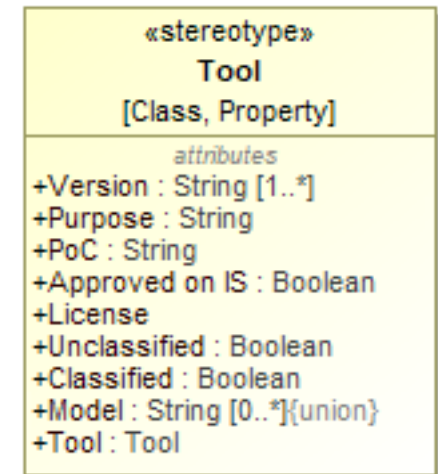 «stereotype»
Tool
[Class, Property]
attributes
+Version : String [1..*]
+Purpose : String
+PoC : String
+Approved on IS : Boolean
+License
+Unclassified : Boolean
+Classified : Boolean
+Model : String [0..*]{union}
+Tool : Tool